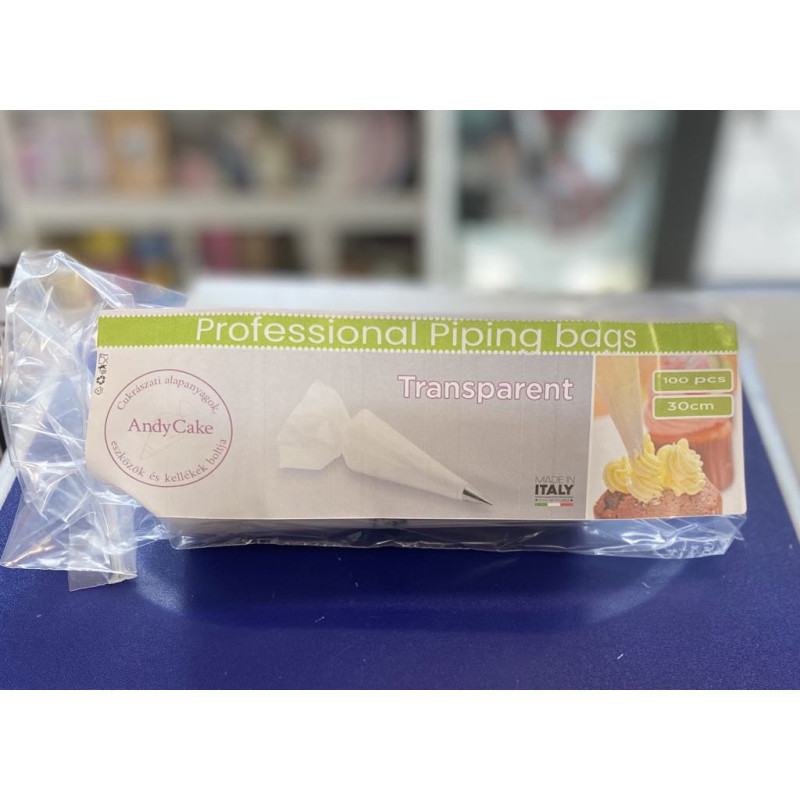 Professional Piping bags
Cukrászati alapanyagok,
AndyCake
eszközök és kellékek boltja
Transparent
100 pcs
30cm
MADE IN
ITALY